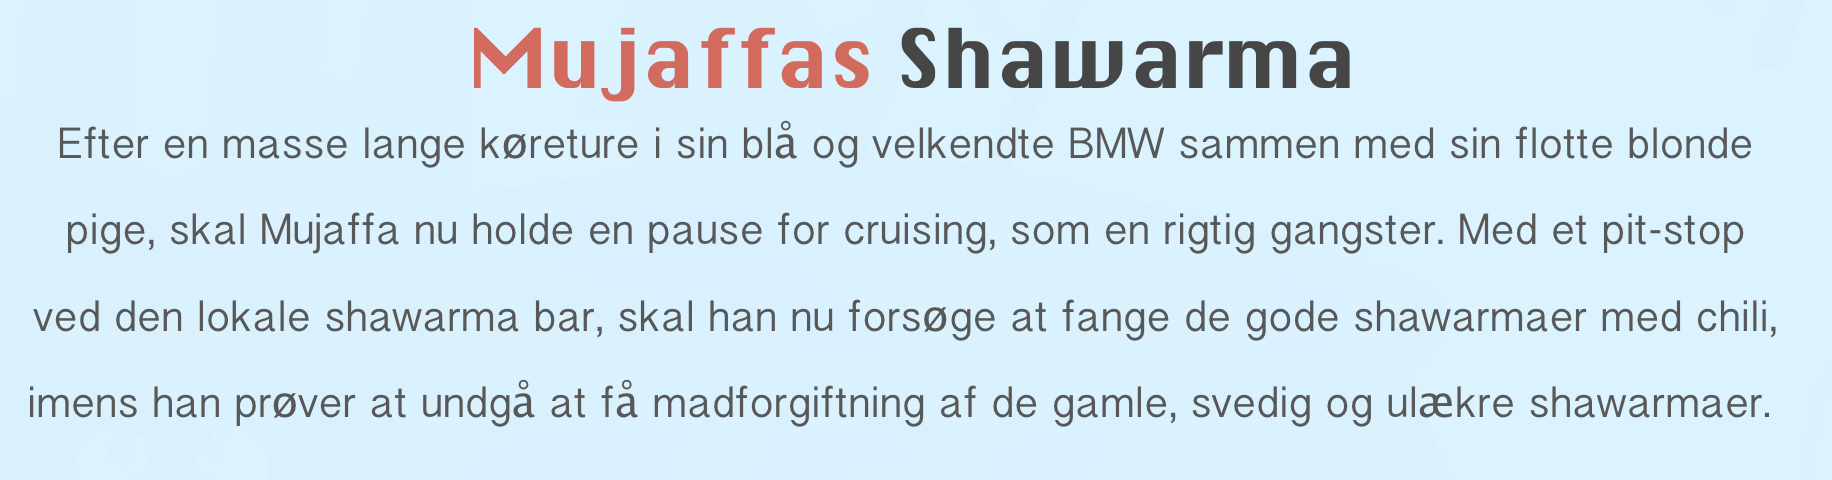 Mujaffas Shawarma
Efter en masse lange køreture i sin blå og velkendte BMW sammen med sin flotte blonde
pige, skal Mujaffa nu holde en pause for cruising, som en rigtig gangster. Med et pit-stop
ved den lokale shawarma bar, skal han nu forsøge at fange de gode shawarmaer med chili,
imens han prøver at undgå at få madforgiftning af de gamle, svedig og ulækre shawarmaer.